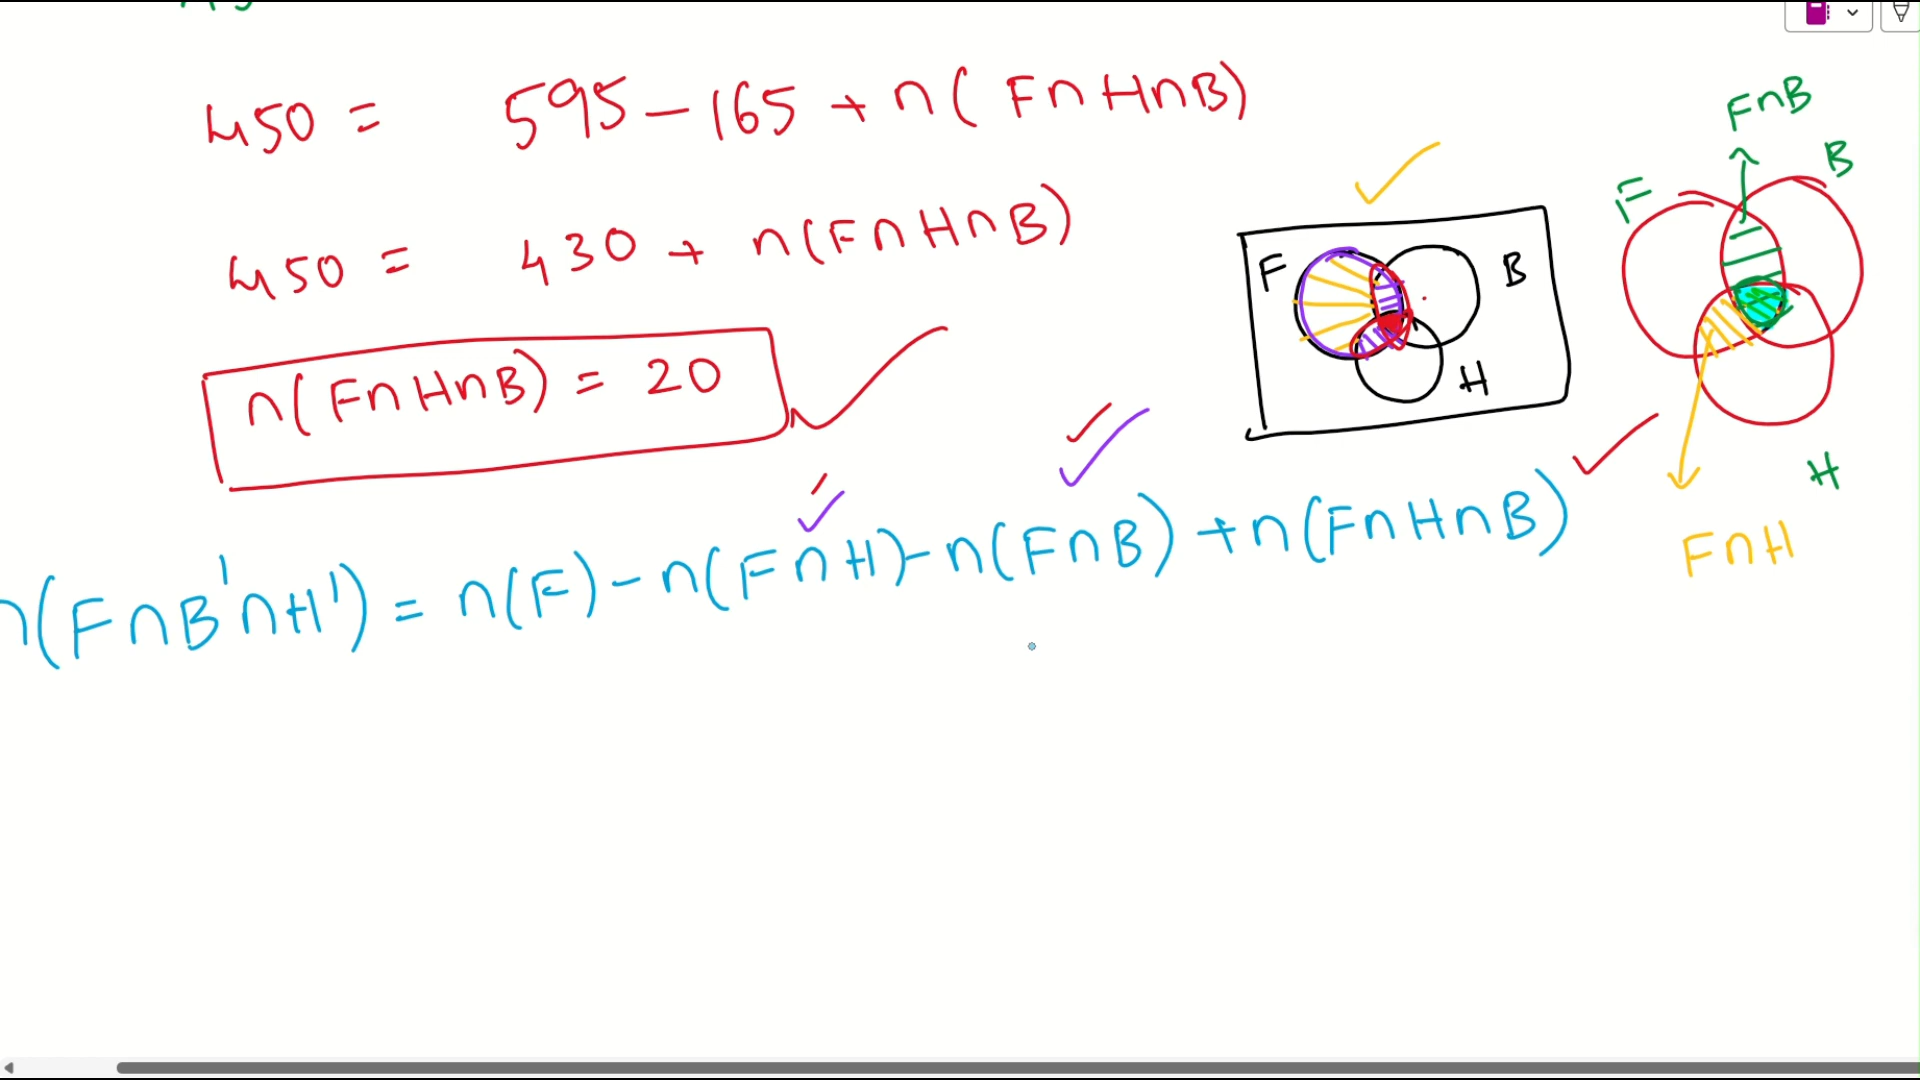 450 = 595 - 165 + n(F∩H∩B)
450 = 430 + n(F∩H∩B)
n(F∩H∩B) = 20
n(F∩B'∩H') = n(F) - n(F∩H) - n(F∩B) + n(F∩H∩B)
F
B
H
F∩B
F
B
H
F∩H